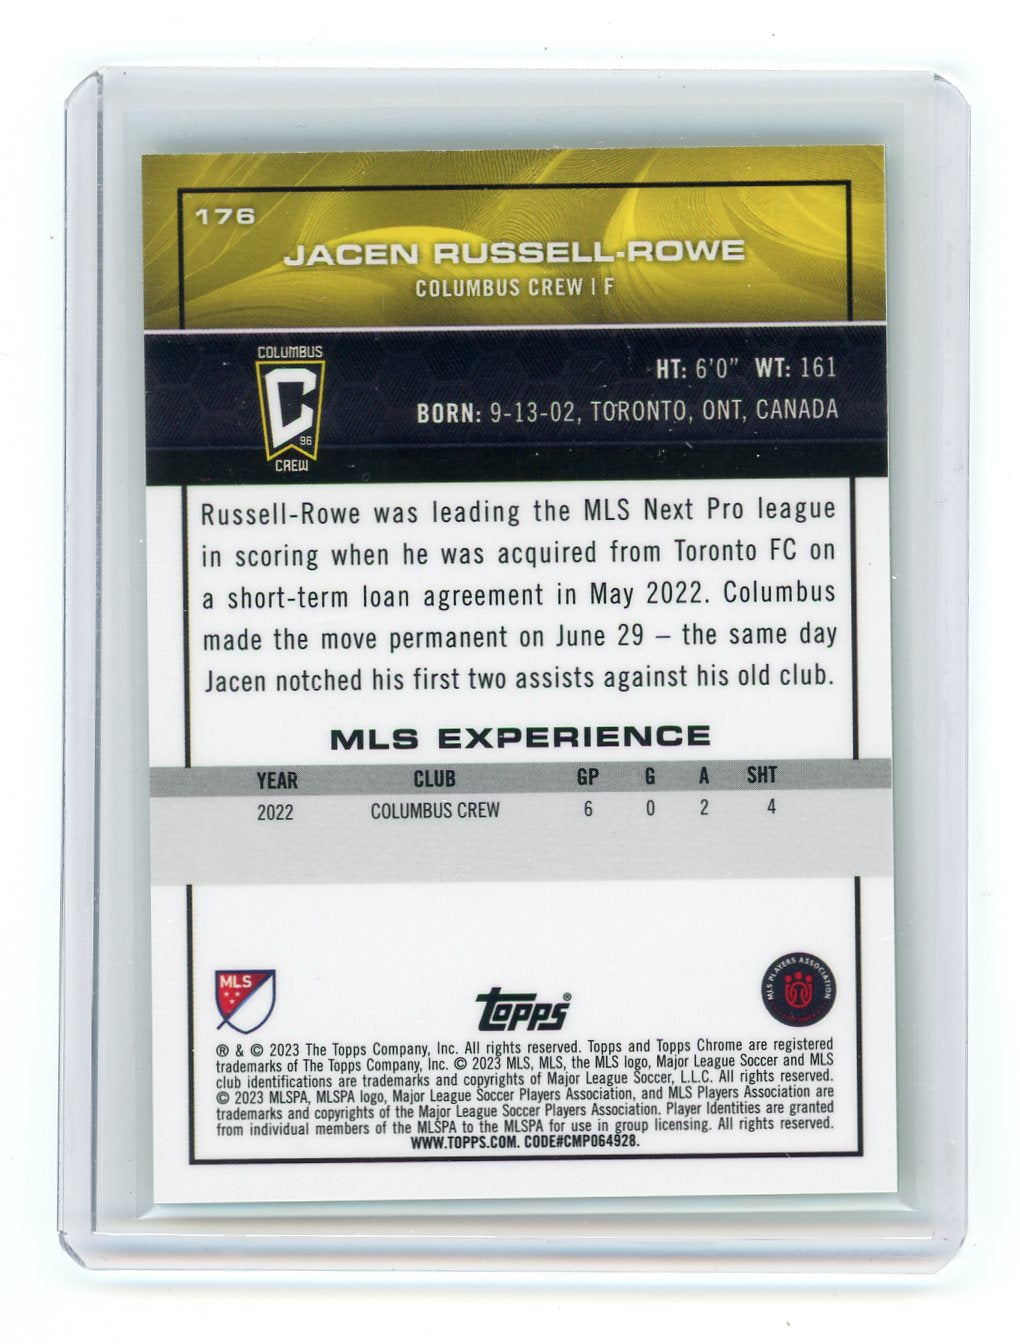 176
JACEN RUSSELL-ROWE
COLUMBUS CREW | F
COLUMBUS
C
96
CREW
HT: 6'0" WT: 161
BORN: 9-13-02, TORONTO, ONT, CANADA
Russell-Rowe was leading the MLS Next Pro league
in scoring when he was acquired from Toronto FC on
a short-term loan agreement in May 2022. Columbus
made the move permanent on June 29 – the same day
Jacen notched his first two assists against his old club.
MLS EXPERIENCE
YEAR CLUB GP G A SHT
2022 COLUMBUS CREW 6 0 2 4
MLS
topps®
MLS PLAYERS ASSOCIATION
® & © 2023 The Topps Company, Inc. All rights reserved. Topps and Topps Chrome are registered
trademarks of The Topps Company, Inc. © 2023 MLS, MLS, the MLS logo, Major League Soccer and MLS
club identifications are trademarks and copyrights of Major League Soccer, L.L.C. All rights reserved.
© 2023 MLSPA, MLSPA logo, Major League Soccer Players Association, and MLS Players Association are
trademarks and copyrights of the Major League Soccer Players Association. Player Identities are granted
from individual members of the MLSPA to the MLSPA for use in group licensing. All rights reserved.
WWW.TOPPS.COM. CODE#CMP064928.